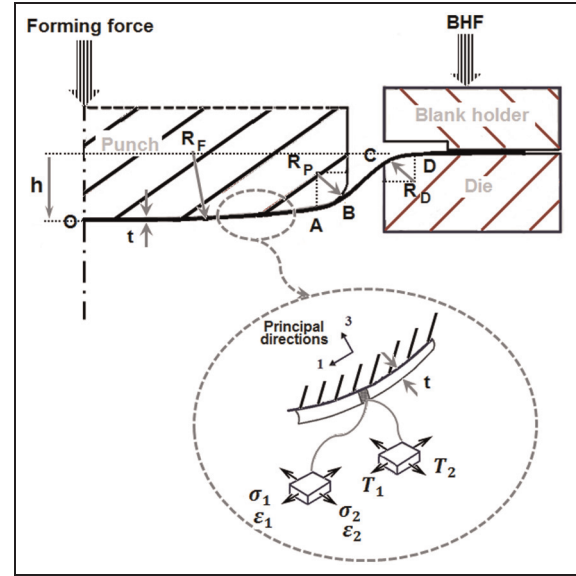 Forming force
BHF
Blank holder
Punch
R_F
R_P
C
D
h
R_D
Die
O
B
A
t
Principal
directions
3
1
t
T_1
T_2
σ_1
σ_2
ε_1
ε_2